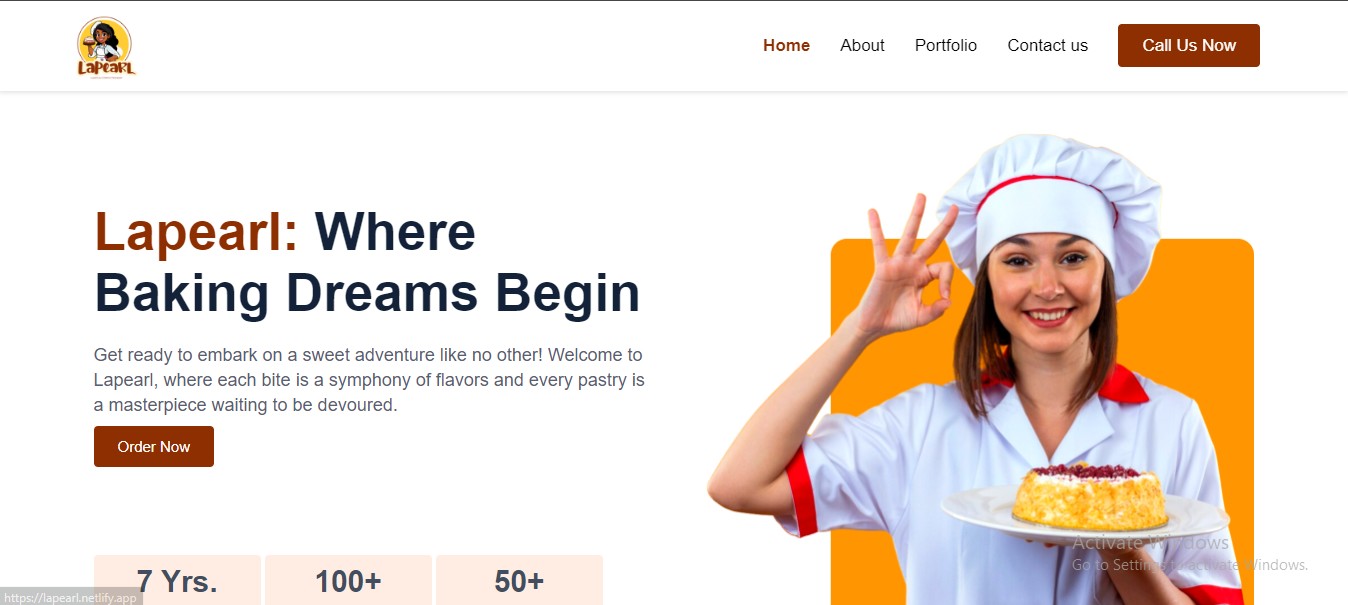 LaPearL
Home
About
Portfolio
Contact us
Call Us Now
Lapearl: Where
Baking Dreams Begin
Get ready to embark on a sweet adventure like no other! Welcome to
Lapearl, where each bite is a symphony of flavors and every pastry is
a masterpiece waiting to be devoured.
Order Now
7 Yrs.
100+
50+
Activate Windows
Go to Settings to activate Windows.
https://lapearl.netlify.app